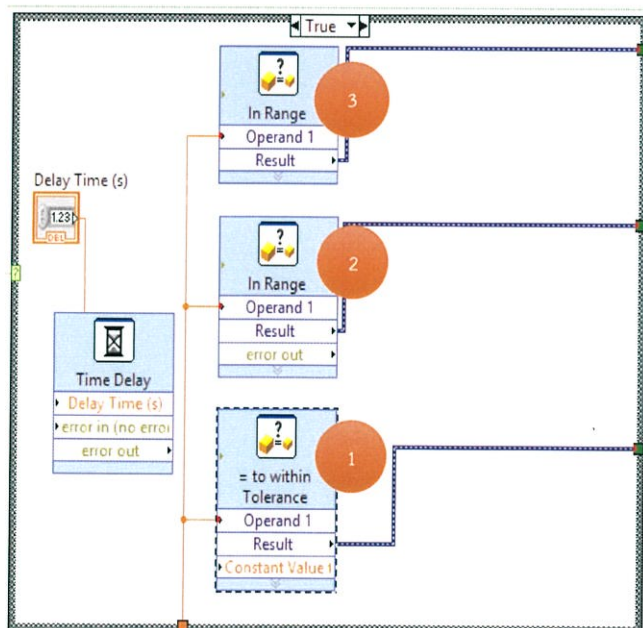 True
3
In Range
Operand 1
Result
Delay Time (s)
1.23
DBL
?
2
In Range
Operand 1
Result
error out
Time Delay
Delay Time (s)
error in (no erro
error out
1
= to within
Tolerance
Operand 1
Result
Constant Value t